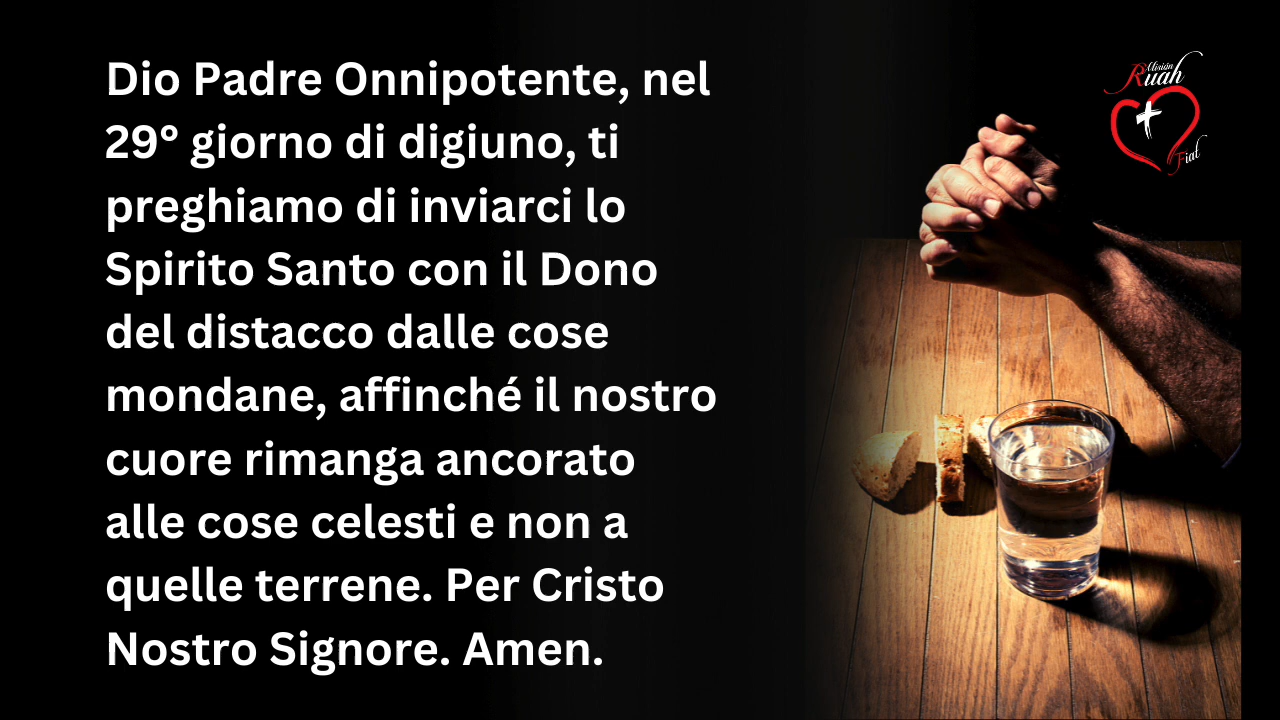 Dio Padre Onnipotente, nel
29° giorno di digiuno, ti
preghiamo di inviarci lo
Spirito Santo con il Dono
del distacco dalle cose
mondane, affinché il nostro
cuore rimanga ancorato
alle cose celesti e non a
quelle terrene. Per Cristo
Nostro Signore. Amen.
Misión
Ruah
Fiat